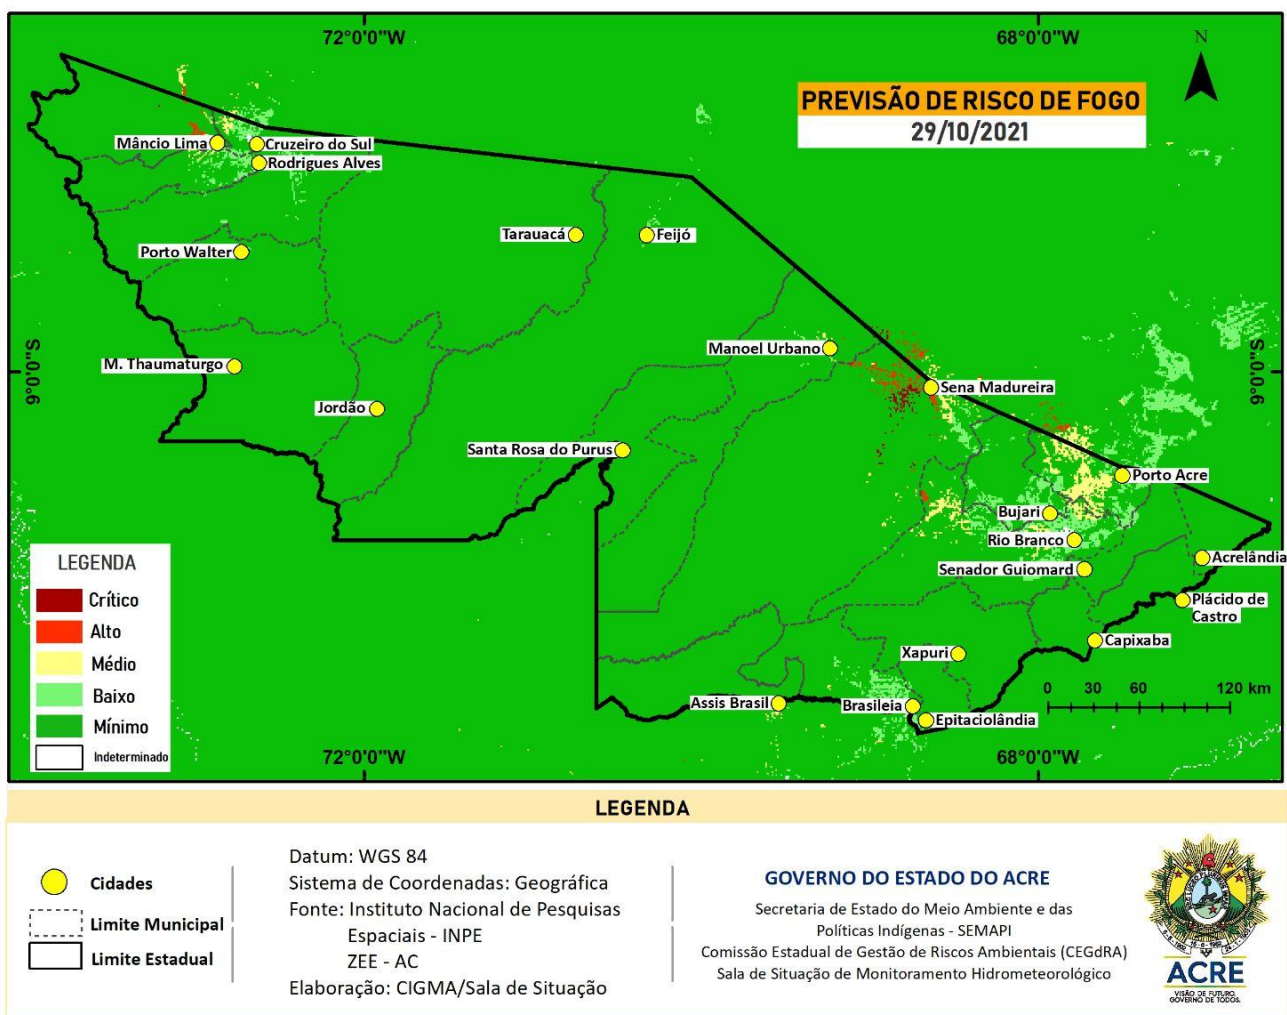 72°0'0"W
68°0'0"W
N
PREVISÃO DE RISCO DE FOGO
29/10/2021
Mâncio Lima
Cruzeiro do Sul
Rodrigues Alves
Tarauacá
Feijó
Porto Walter
9°0'0"S
9°0'0"S
Manoel Urbano
M. Thaumaturgo
Sena Madureira
Jordão
Santa Rosa do Purus
Porto Acre
Bujari
Rio Branco
Senador Guiomard
Acrelândia
Plácido de
Castro
Capixaba
Xapuri
Assis Brasil
Brasileia
Epitaciolândia
0 30 60 120 km
LEGENDA
Crítico
Alto
Médio
Baixo
Mínimo
Indeterminado
72°0'0"W
68°0'0"W
LEGENDA
Cidades
Limite Municipal
Limite Estadual
Datum: WGS 84
Sistema de Coordenadas: Geográfica
Fonte: Instituto Nacional de Pesquisas
Espaciais - INPE
ZEE - AC
Elaboração: CIGMA/Sala de Situação
GOVERNO DO ESTADO DO ACRE
Secretaria de Estado do Meio Ambiente e das
Políticas Indígenas - SEMAPI
Comissão Estadual de Gestão de Riscos Ambientais (CEGdRA)
Sala de Situação de Monitoramento Hidrometeorológico
ACRE
VISÃO DE FUTURO.
GOVERNO DE TODOS.